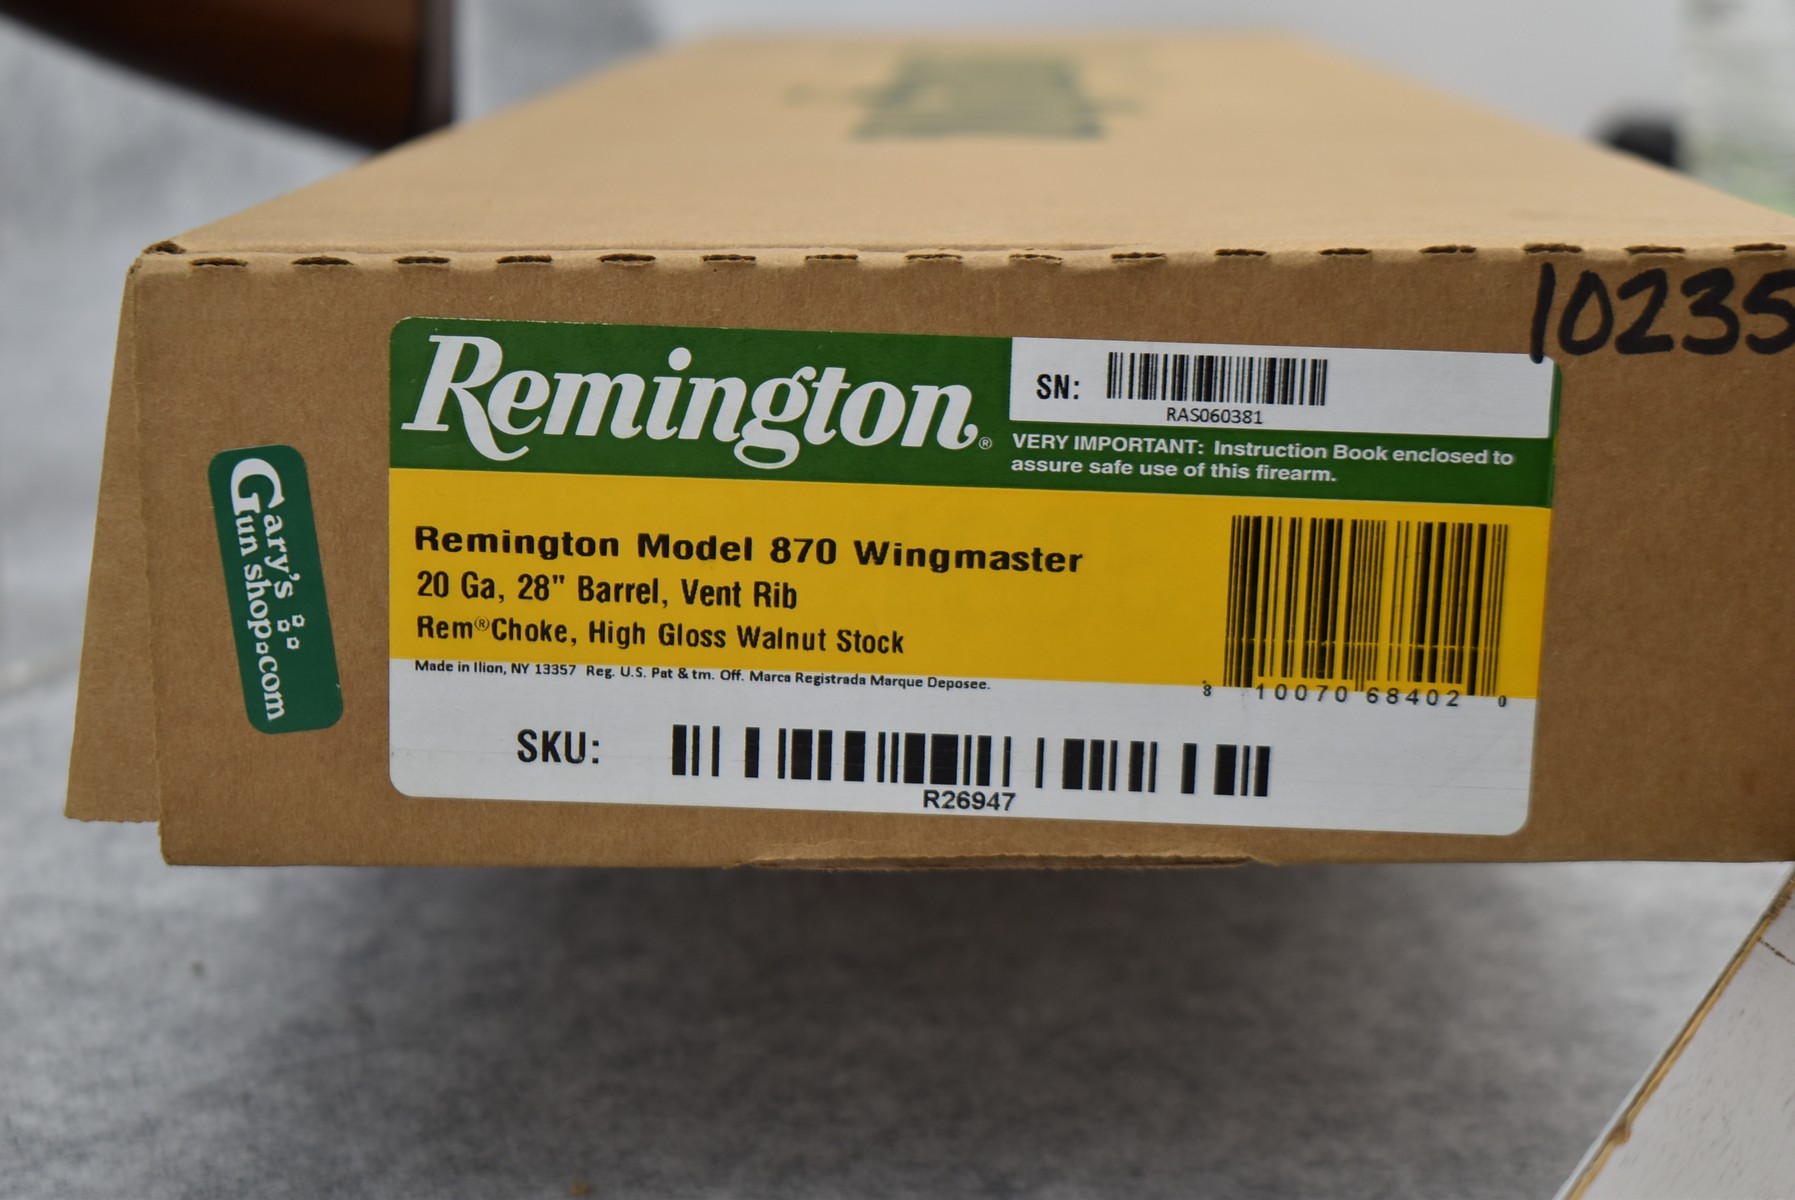 10235
Remington®
SN:
RAS060381
VERY IMPORTANT: Instruction Book enclosed to
assure safe use of this firearm.
Gary's
Gun shop.com
Remington Model 870 Wingmaster
20 Ga, 28" Barrel, Vent Rib
Rem®Choke, High Gloss Walnut Stock
Made in Ilion, NY 13357 Reg. U.S. Pat & tm. Off. Marca Registrada Marque Deposee.
8 10070 68402 0
SKU:
R26947